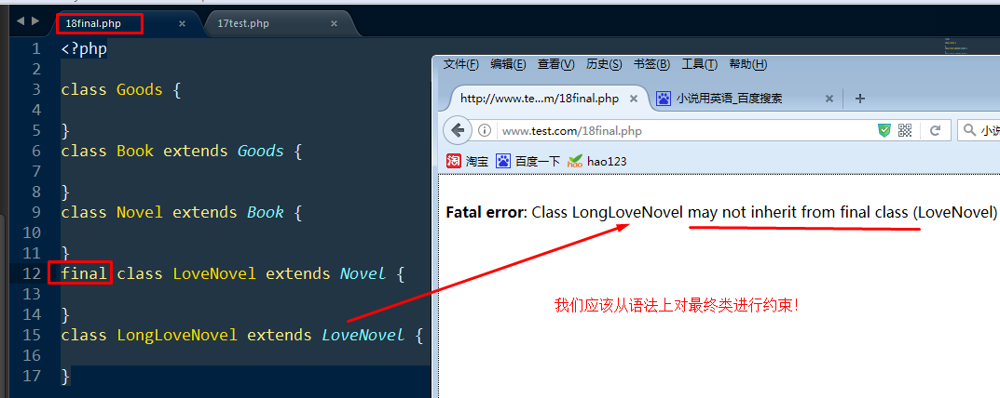 18final.php ×
17test.php ×
1 <?php
2
3 class Goods {
4
5 }
6 class Book extends Goods {
7
8 }
9 class Novel extends Book {
10
11 }
12 final class LoveNovel extends Novel {
13
14 }
15 class LongLoveNovel extends LoveNovel {
16
17 }
文件(F) 编辑(E) 查看(V) 历史(S) 书签(B) 工具(T) 帮助(H)
http://www.te...m/18final.php ×
小说用英语_百度搜索 × +
www.test.com/18final.php
小说
淘 淘宝 百度一下 hao hao123
Fatal error: Class LongLoveNovel may not inherit from final class (LoveNovel)
我们应该从语法上对最终类进行约束!